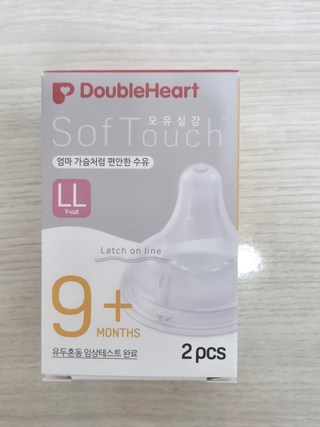 DoubleHeart
모유실감
SofTouch
엄마 가슴처럼 편안한 수유
LL
Y-cut
Latch on line
9+
MONTHS
유두혼동 임상테스트 완료
2 pcs